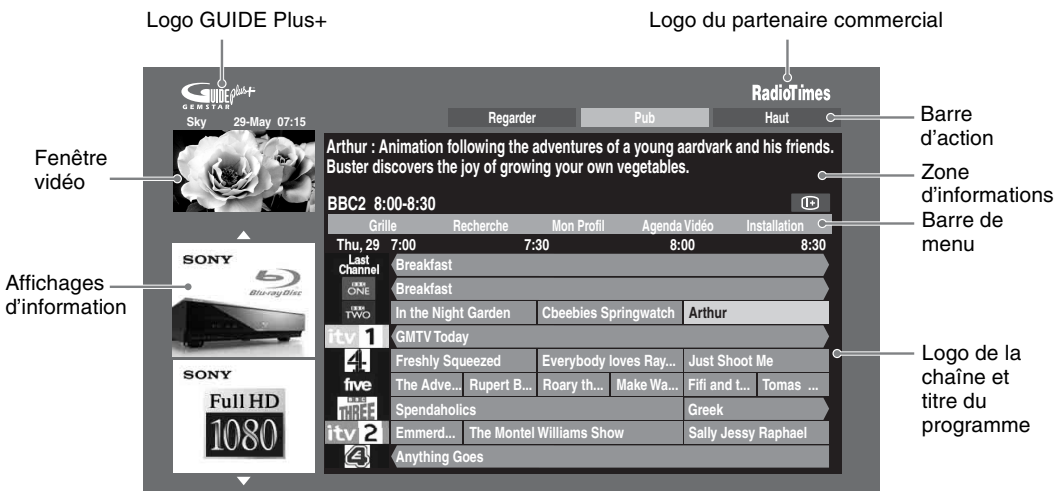 Logo GUIDE Plus+
Logo du partenaire commercial
GUIDE plus+
GEMSTAR
RadioTimes
Sky 29-May 07:15
Regarder Pub Haut
Barre
d'action
Fenêtre
vidéo
Arthur : Animation following the adventures of a young aardvark and his friends.
Buster discovers the joy of growing your own vegetables.
BBC2 8:00-8:30
Zone
d'informations
Grille Recherche Mon Profil Agenda Vidéo Installation
Barre de
menu
Thu, 29 7:00 7:30 8:00 8:30
Affichages
d'information
SONY
Blu-ray Disc
SONY
Full HD
1080
Last
Channel Breakfast
BBC ONE Breakfast
BBC TWO In the Night Garden Cbeebies Springwatch Arthur
itv 1 GMTV Today
4 Freshly Squeezed Everybody loves Ray... Just Shoot Me
five The Adve... Rupert B... Roary th... Make Wa... Fifi and t... Tomas ...
BBC THREE Spendaholics Greek
itv 2 Emmerd... The Montel Williams Show Sally Jessy Raphael
4 Anything Goes
Logo de la
chaîne et
titre du
programme